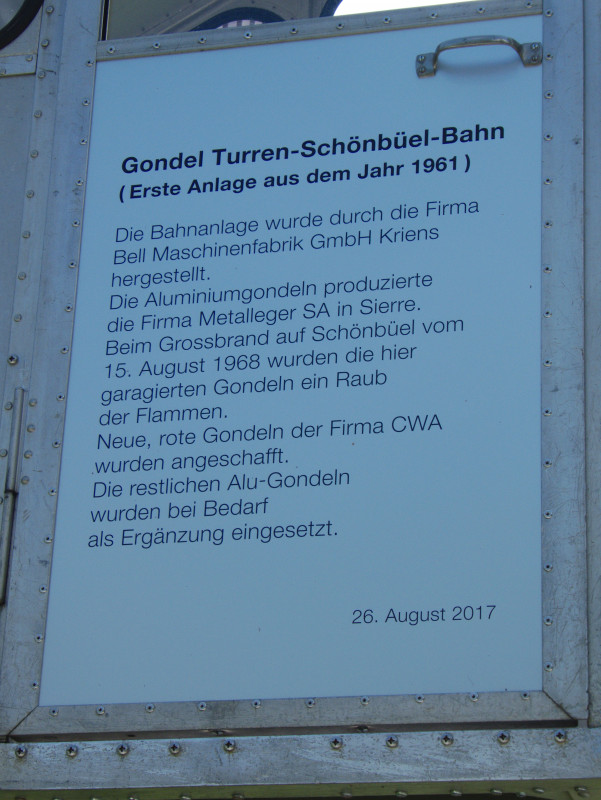 Gondel Turren-Schönbüel-Bahn
(Erste Anlage aus dem Jahr 1961)
Die Bahnanlage wurde durch die Firma
Bell Maschinenfabrik GmbH Kriens
hergestellt.
Die Aluminiumgondeln produzierte
die Firma Metalleger SA in Sierre.
Beim Grossbrand auf Schönbüel vom
15. August 1968 wurden die hier
garagierten Gondeln ein Raub
der Flammen.
Neue, rote Gondeln der Firma CWA
wurden angeschafft.
Die restlichen Alu-Gondeln
wurden bei Bedarf
als Ergänzung eingesetzt.
26. August 2017